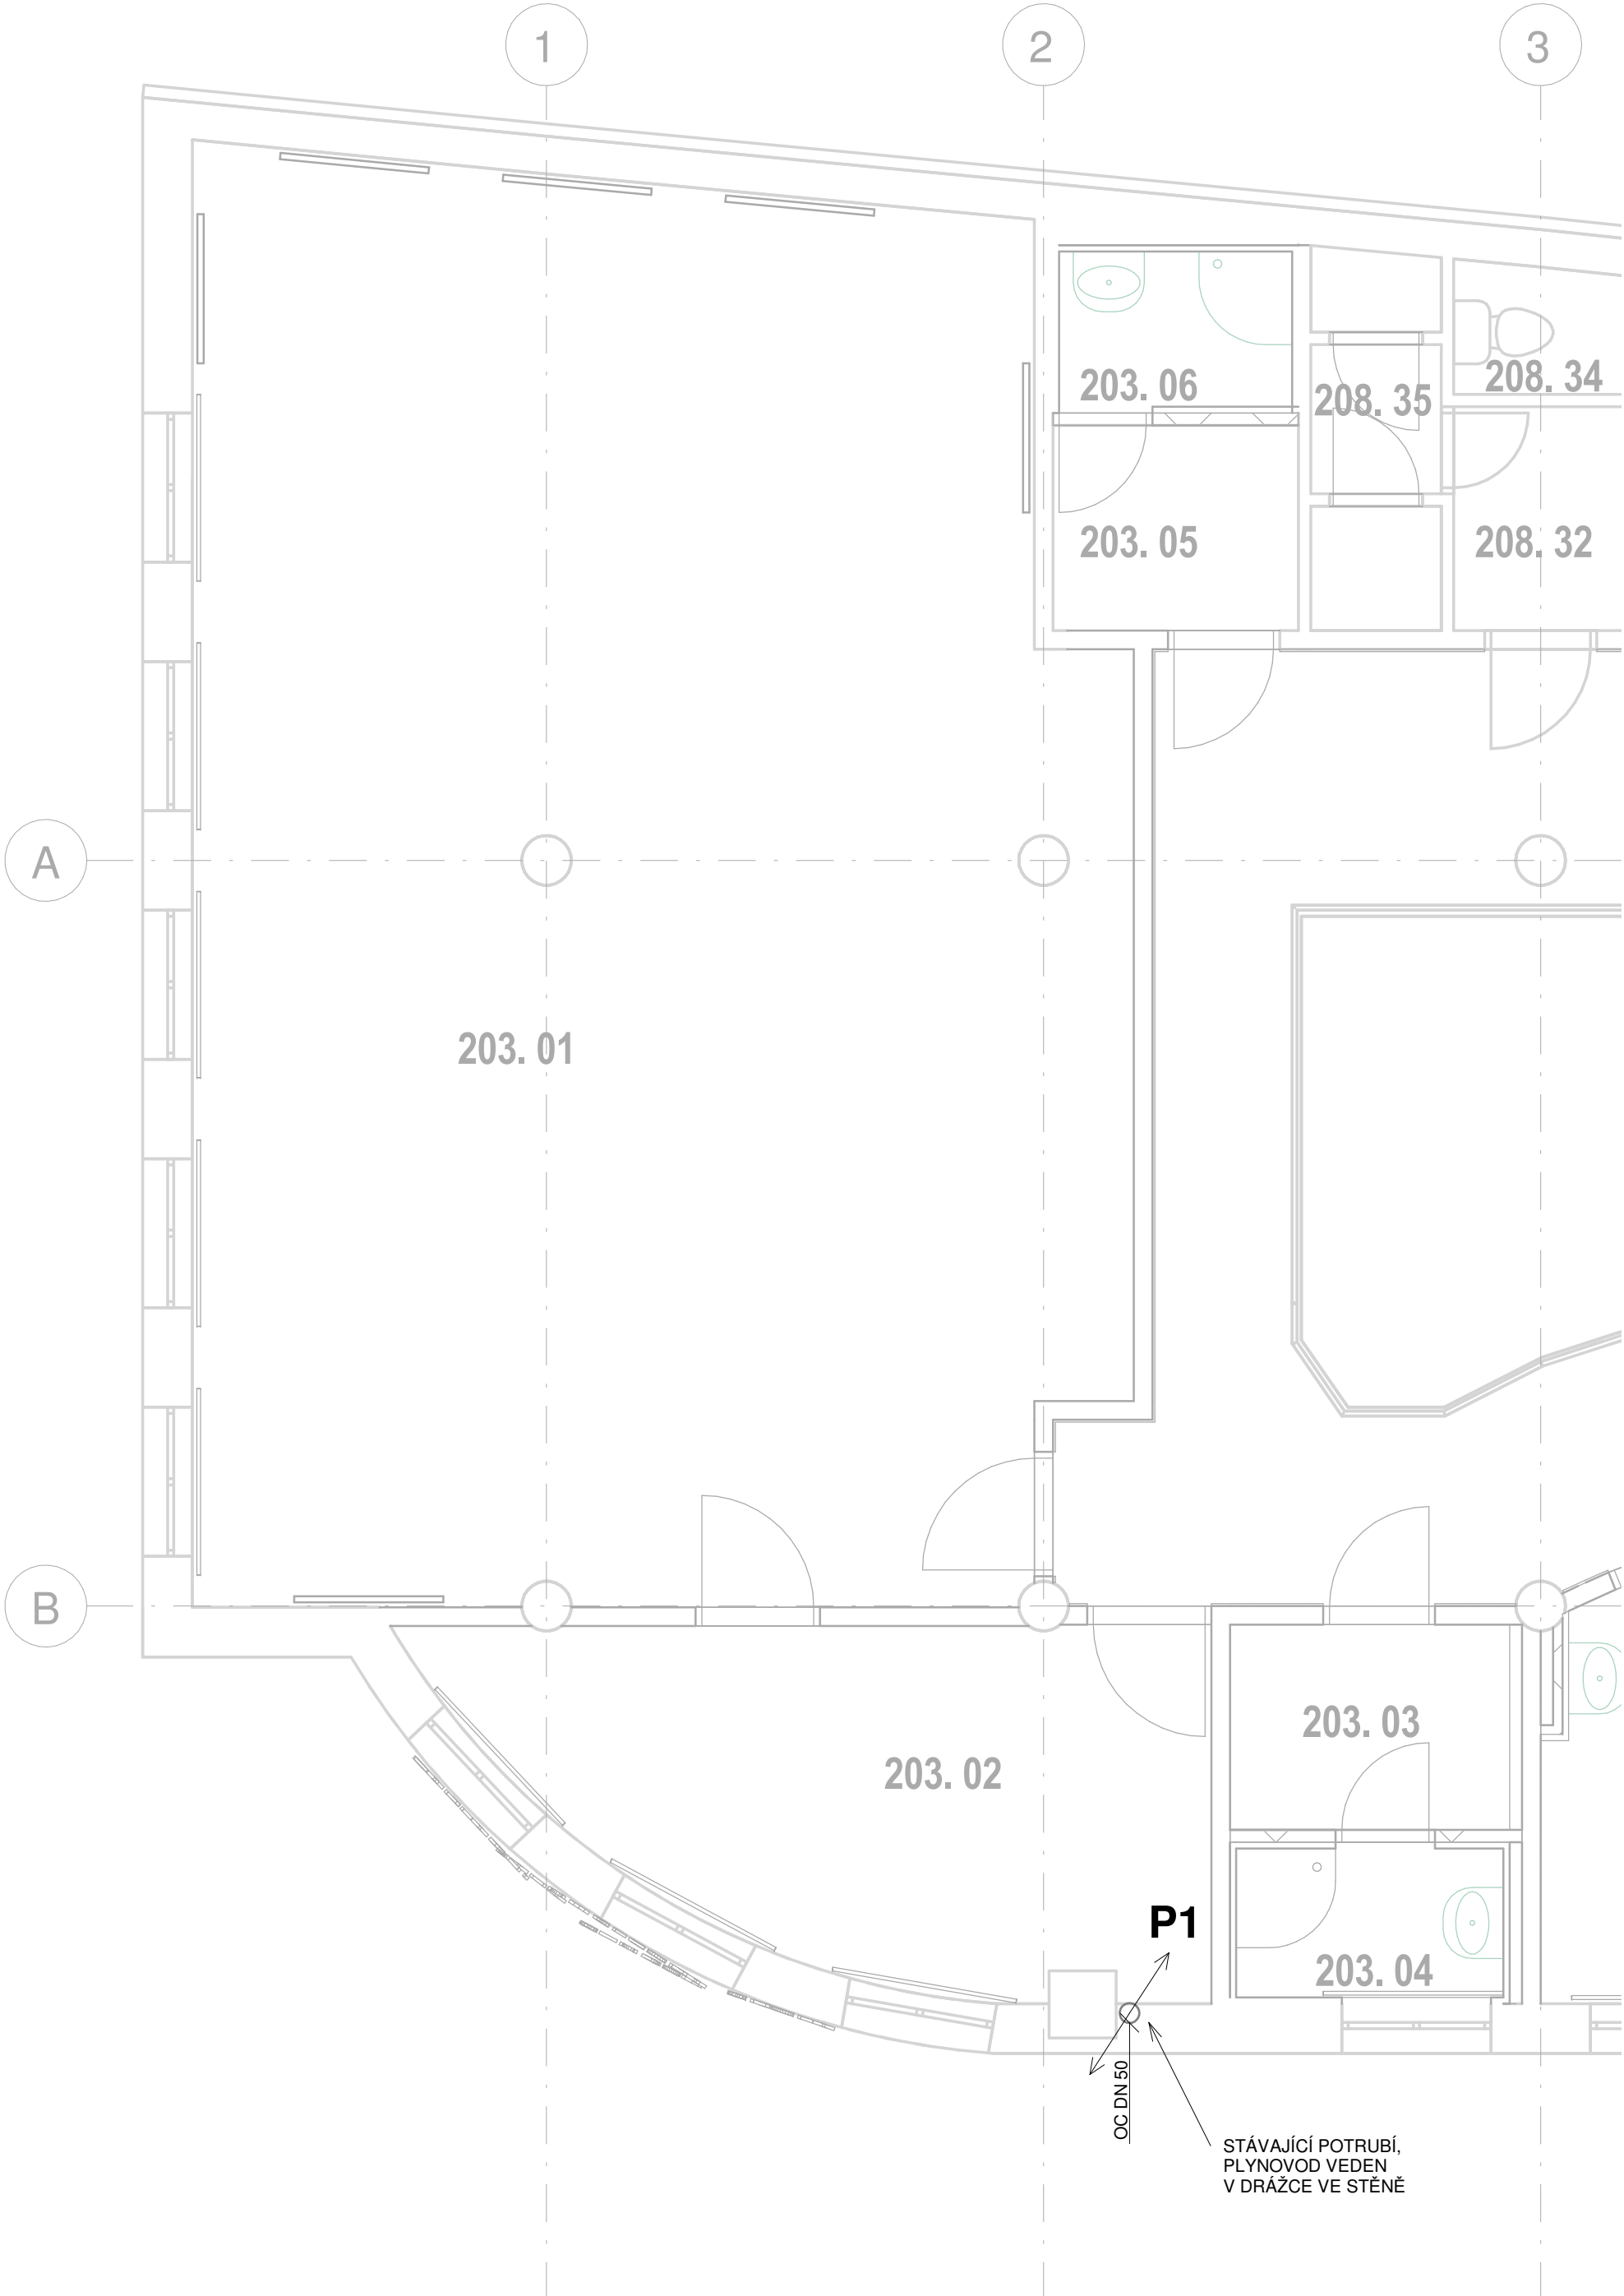 1
2
3
203. 06
208. 35
208. 34
203. 05
208. 32
A
203. 01
B
203. 03
203. 02
P1
203. 04
OC DN 50
STÁVAJÍCÍ POTRUBÍ,
PLYNOVOD VEDEN
V DRÁŽCE VE STĚNĚ